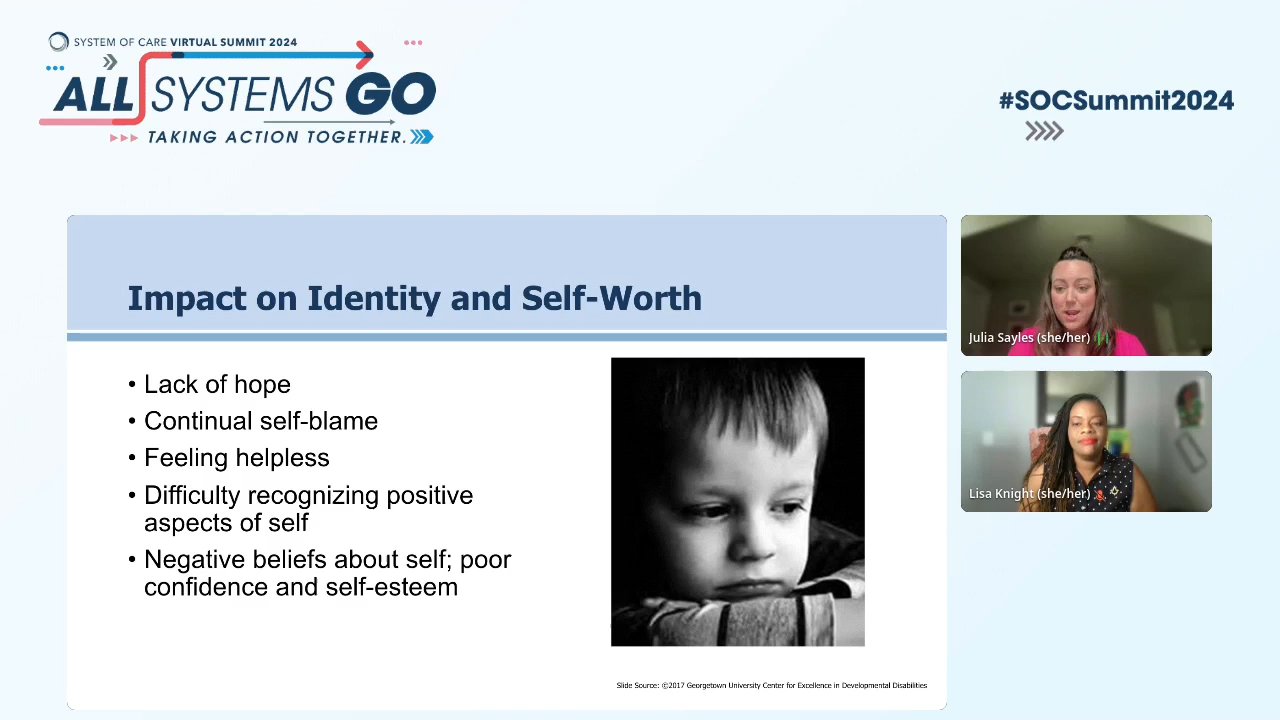 SYSTEM OF CARE VIRTUAL SUMMIT 2024
ALL SYSTEMS GO
TAKING ACTION TOGETHER.
#SOCSummit2024
Impact on Identity and Self-Worth
• Lack of hope
• Continual self-blame
• Feeling helpless
• Difficulty recognizing positive
aspects of self
• Negative beliefs about self; poor
confidence and self-esteem
Slide Source: ©2017 Georgetown University Center for Excellence in Developmental Disabilities
Julia Sayles (she/her)
Lisa Knight (she/her)